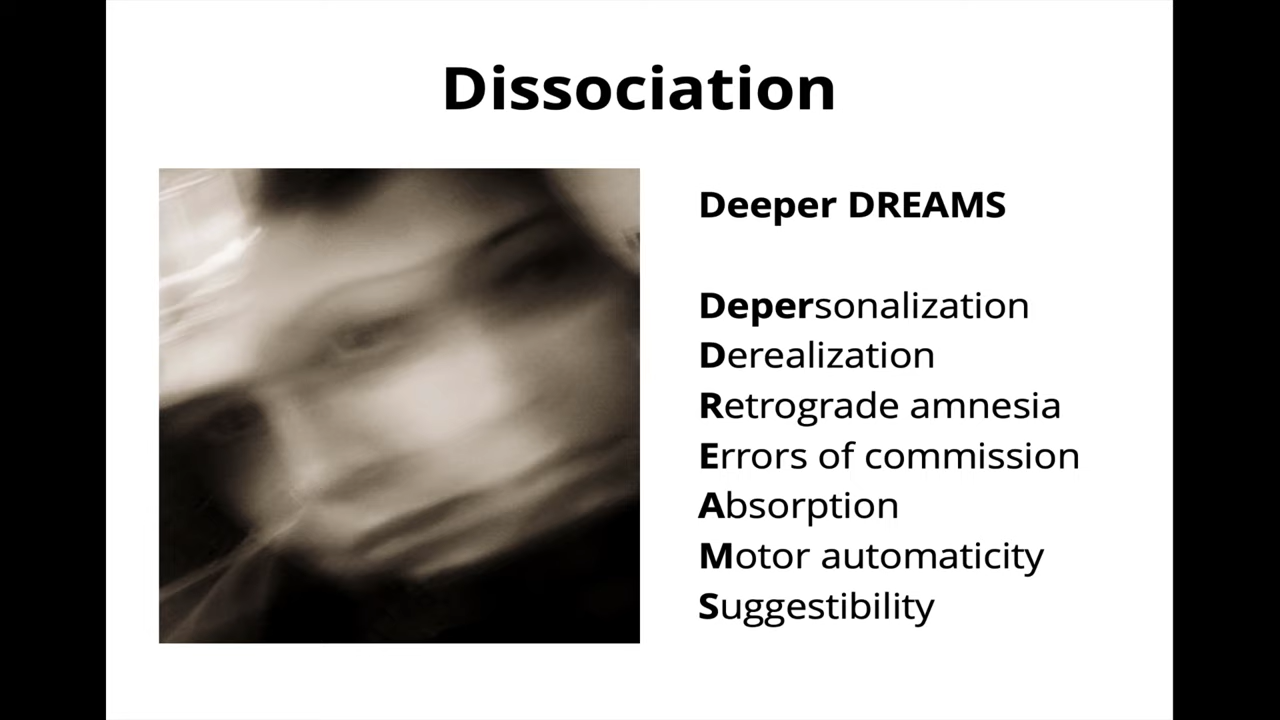 Dissociation
Deeper DREAMS
Depersonalization
Derealization
Retrograde amnesia
Errors of commission
Absorption
Motor automaticity
Suggestibility